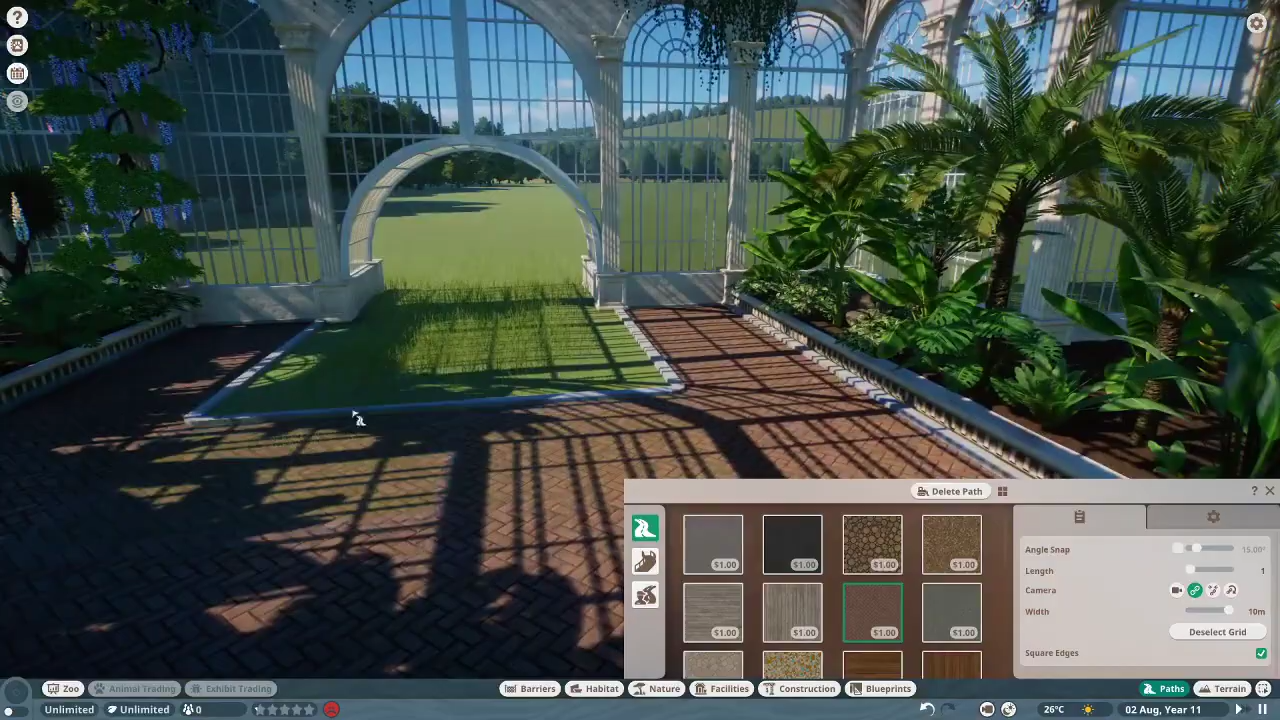 ?
Delete Path
? ×
$1.00 $1.00 $1.00 $1.00
Angle Snap 15.00°
Length 1
Camera
$1.00 $1.00 $1.00 $1.00
Width 10m
Deselect Grid
Square Edges
Zoo Animal Trading Exhibit Trading Barriers Habitat Nature Facilities Construction Blueprints Paths Terrain
Unlimited Unlimited 0 26°C 02 Aug, Year 11